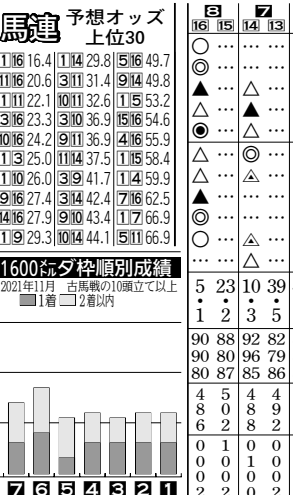 馬連 予想オッズ
上位30
1 16 16.4 1 14 29.8 5 16 49.7
11 16 20.6 3 11 31.4 9 14 49.8
1 11 22.1 10 11 32.6 1 5 53.2
3 16 23.3 3 10 36.9 15 16 54.6
10 16 24.2 9 11 36.9 4 16 55.9
1 3 25.0 11 14 37.5 1 15 58.4
1 10 26.0 3 9 41.7 1 4 59.9
9 16 27.4 3 14 42.4 7 16 62.5
14 16 27.9 9 10 43.4 1 7 66.9
1 9 29.3 10 14 44.1 5 11 66.9
1600㍍ダ枠順別成績
2021年11月 古馬戦の10頭立て以上
1着 2着以内
7 6 5 4 3 2 1
8 7
16 15 14 13
○ … … …
◎ … … …
▲ … △ …
△ … ▲ …
◉ … △ …
△ … ◎ …
△ … ▲ …
▲ … … …
◎ … … …
○ … ▲ …
… … △ …
5・1 23・2 10・3 39・5
90 88 92 82
90 80 96 79
80 87 85 86
4 5 4 4
8 0 8 9
6 2 8 2
0 1 0 0
0 0 1 0
0 0 0 0